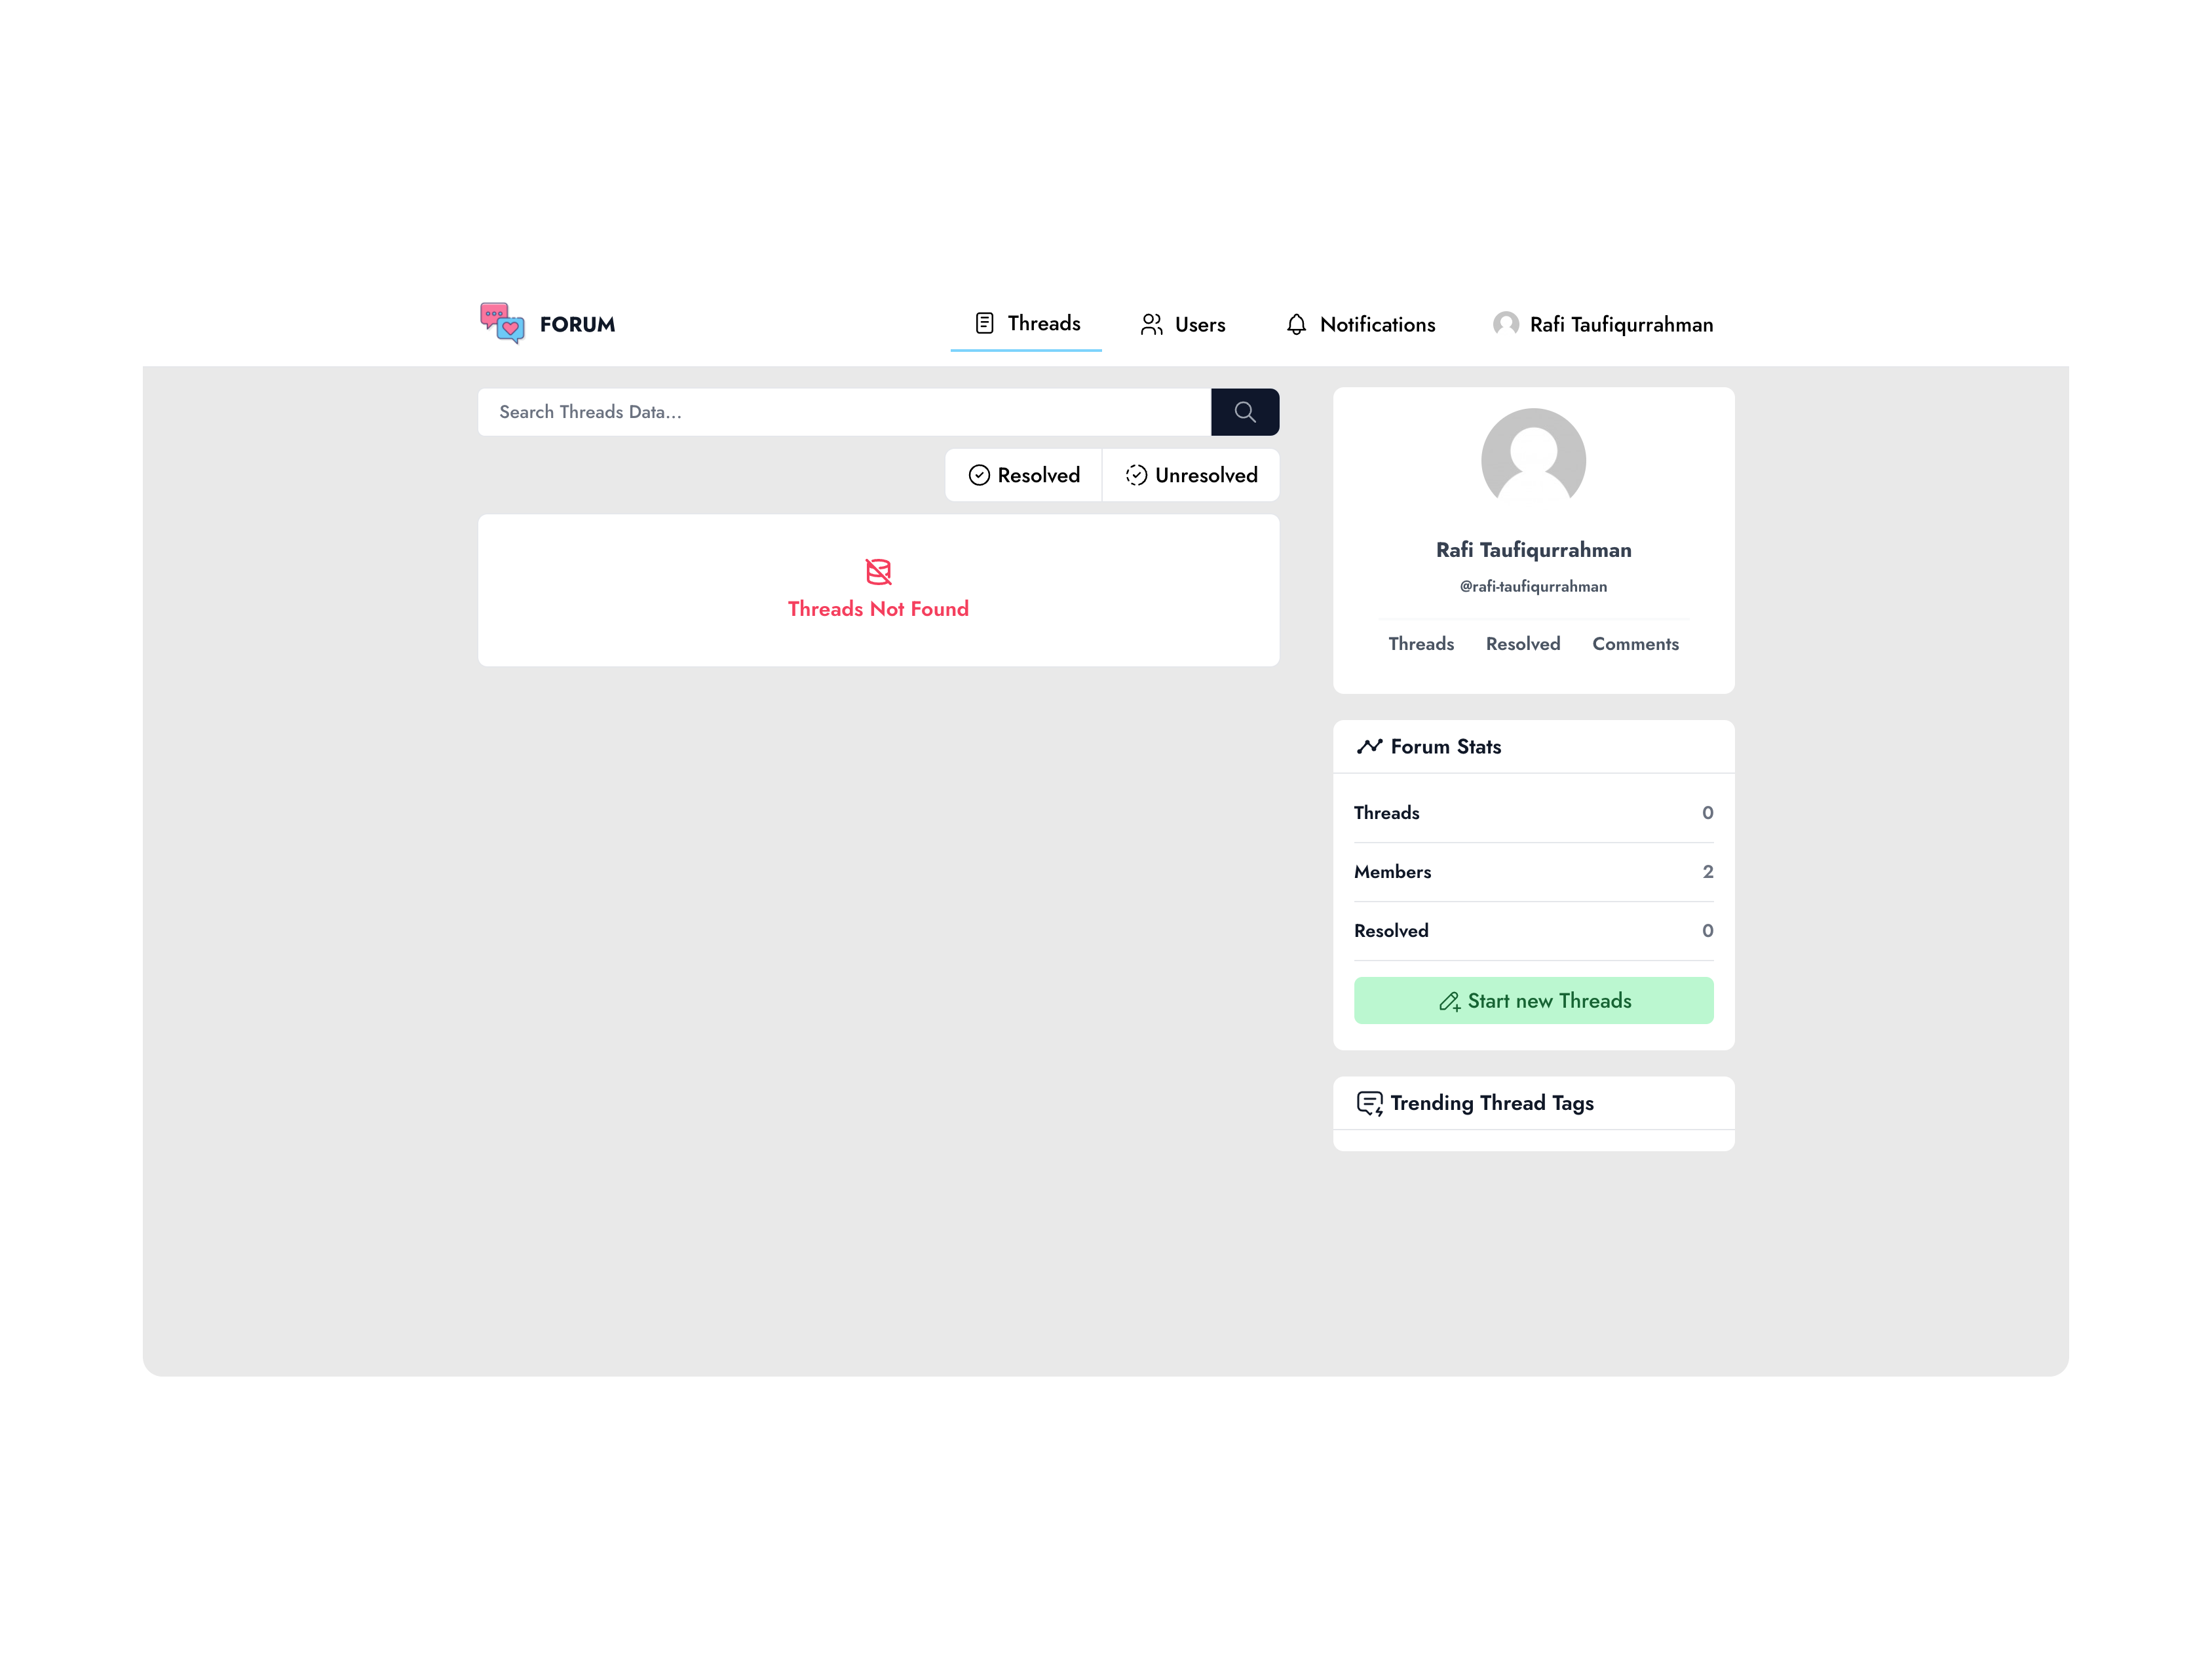 FORUM
Threads
Users
Notifications
Rafi Taufiqurrahman
Search Threads Data...
Resolved
Unresolved
Threads Not Found
Rafi Taufiqurrahman
@rafi-taufiqurrahman
Threads
Resolved
Comments
Forum Stats
Threads 0
Members 2
Resolved 0
Start new Threads
Trending Thread Tags